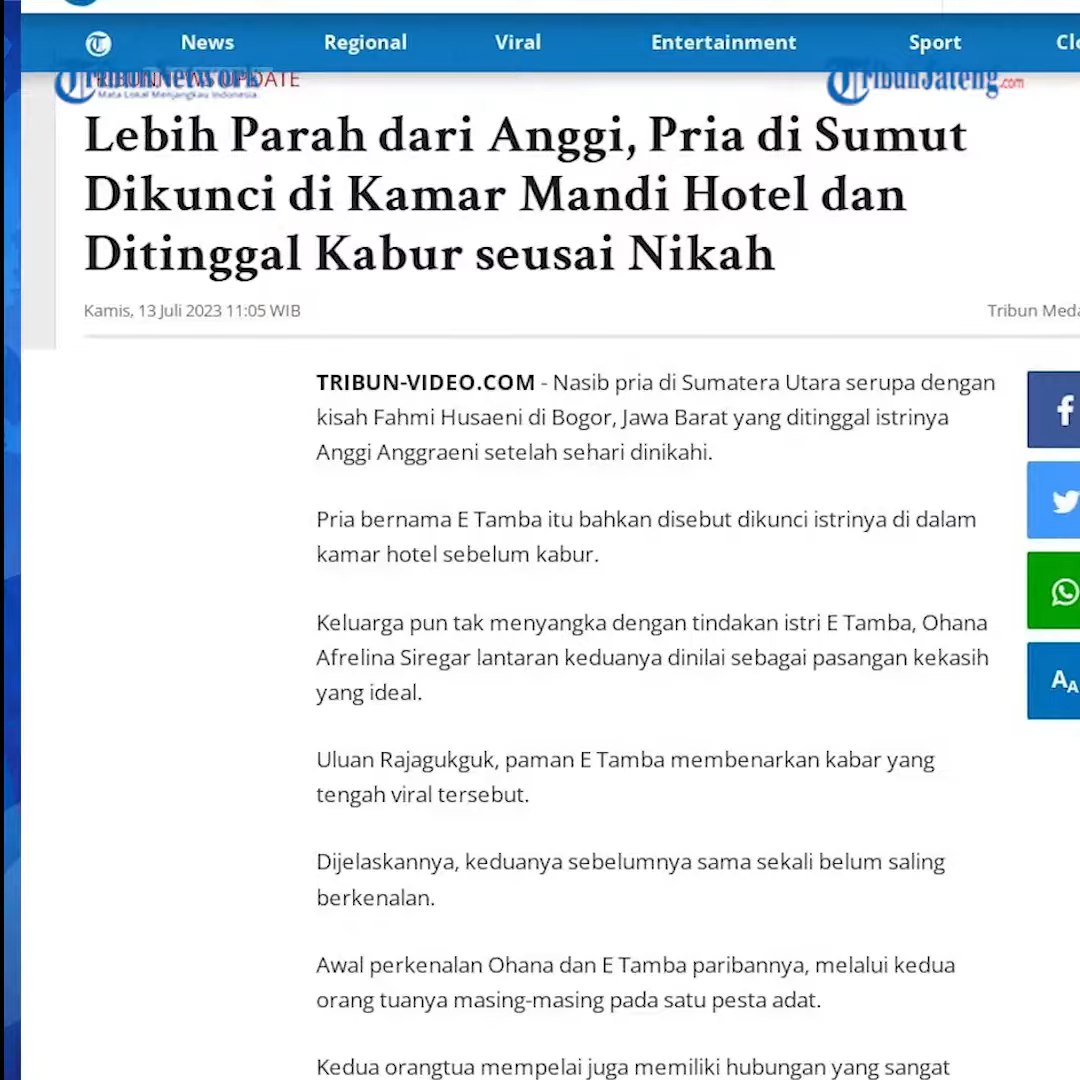 News Regional Viral Entertainment Sport
TRIBUNNEWS UPDATE
Mata Lokal Menjangkau Indonesia
TribunJateng.com
Lebih Parah dari Anggi, Pria di Sumut
Dikunci di Kamar Mandi Hotel dan
Ditinggal Kabur seusai Nikah
Kamis, 13 Juli 2023 11:05 WIB
Tribun Meda
TRIBUN-VIDEO.COM - Nasib pria di Sumatera Utara serupa dengan
kisah Fahmi Husaeni di Bogor, Jawa Barat yang ditinggal istrinya
Anggi Anggraeni setelah sehari dinikahi.
Pria bernama E Tamba itu bahkan disebut dikunci istrinya di dalam
kamar hotel sebelum kabur.
Keluarga pun tak menyangka dengan tindakan istri E Tamba, Ohana
Afrelina Siregar lantaran keduanya dinilai sebagai pasangan kekasih
yang ideal.
Uluan Rajagukguk, paman E Tamba membenarkan kabar yang
tengah viral tersebut.
Dijelaskannya, keduanya sebelumnya sama sekali belum saling
berkenalan.
Awal perkenalan Ohana dan E Tamba paribannya, melalui kedua
orang tuanya masing-masing pada satu pesta adat.
Kedua orangtua mempelai juga memiliki hubungan yang sangat